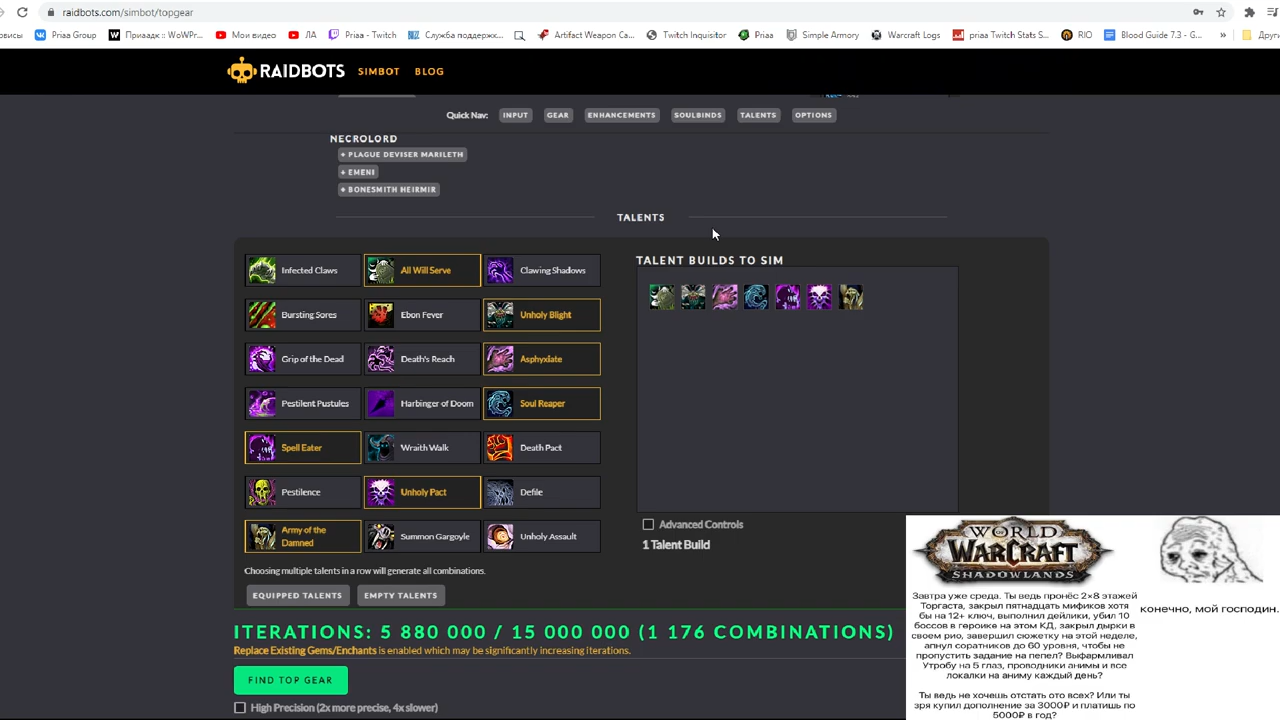 raidbots.com/simbot/topgear
рвисы Priaa Group Приаадк :: WoWPr... Мои видео ЛА Priaa - Twitch Служба поддержк... Artifact Weapon Ca... Twitch Inquisitor Priaa Simple Armory Warcraft Logs priaa Twitch Stats S... RIO Blood Guide 7.3 - G... » Други
RAIDBOTS SIMBOT BLOG
Quick Nav: INPUT GEAR ENHANCEMENTS SOULBINDS TALENTS OPTIONS
NECROLORD
+ PLAGUE DEVISER MARILETH
+ EMENI
+ BONESMITH HEIRMIR
TALENTS
Infected Claws All Will Serve Clawing Shadows
Bursting Sores Ebon Fever Unholy Blight
Grip of the Dead Death's Reach Asphyxiate
Pestilent Pustules Harbinger of Doom Soul Reaper
Spell Eater Wraith Walk Death Pact
Pestilence Unholy Pact Defile
Army of the
Damned Summon Gargoyle Unholy Assault
Choosing multiple talents in a row will generate all combinations.
EQUIPPED TALENTS EMPTY TALENTS
TALENT BUILDS TO SIM
Advanced Controls
1 Talent Build
ITERATIONS: 5 880 000 / 15 000 000 (1 176 COMBINATIONS)
Replace Existing Gems/Enchants is enabled which may be significantly increasing iterations.
FIND TOP GEAR
High Precision (2x more precise, 4x slower)
WORLD
WARCRAFT
SHADOWLANDS
Завтра уже среда. Ты ведь пронёс 2×8 этажей
Торгаста, закрыл пятнадцать мификов хотя
бы на 12+ ключ, выполнил дейлики, убил 10
боссов в героике на этом КД, закрыл дырки в
своем рио, завершил сюжетку на этой неделе,
апнул соратников до 60 уровня, чтобы не
пропустить задание на пепел? Выфармливал
Утробу на 5 глаз, проводники анимы и все
локалки на аниму каждый день?
Ты ведь не хочешь отстать ото всех? Или ты
зря купил дополнение за 3000₽ и платишь по
5000₽ в год?
конечно, мой господин.